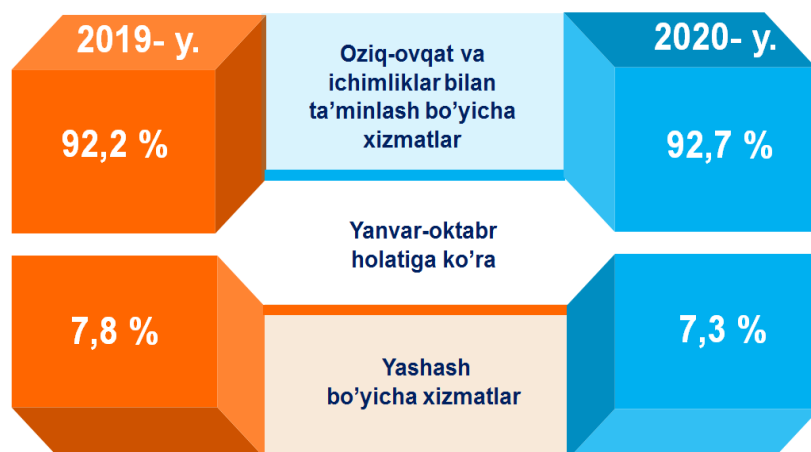 2019- y.
2020- y.
Oziq-ovqat va
ichimliklar bilan
ta’minlash bo’yicha
xizmatlar
92,2 %
92,7 %
Yanvar-oktabr
holatiga ko’ra
7,8 %
7,3 %
Yashash
bo’yicha xizmatlar